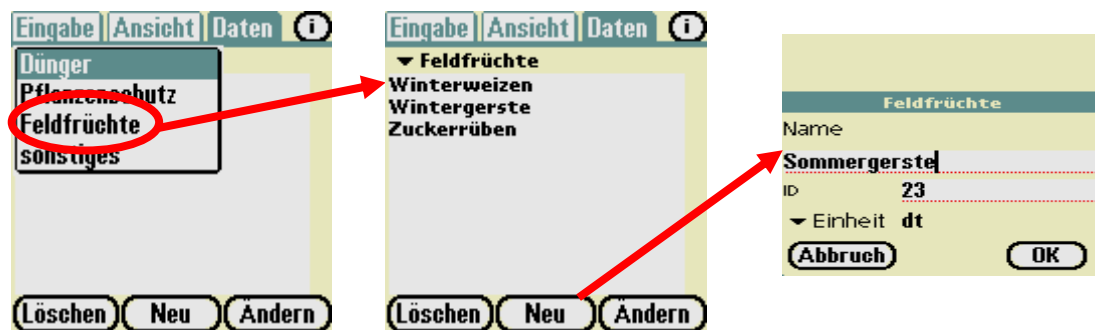 Eingabe Ansicht Daten i
Dünger
Pflanzenschutz
Feldfrüchte
sonstiges
Löschen Neu Ändern
Eingabe Ansicht Daten i
Feldfrüchte
Winterweizen
Wintergerste
Zuckerrüben
Löschen Neu Ändern
Feldfrüchte
Name
Sommergerste
ID 23
Einheit dt
Abbruch OK